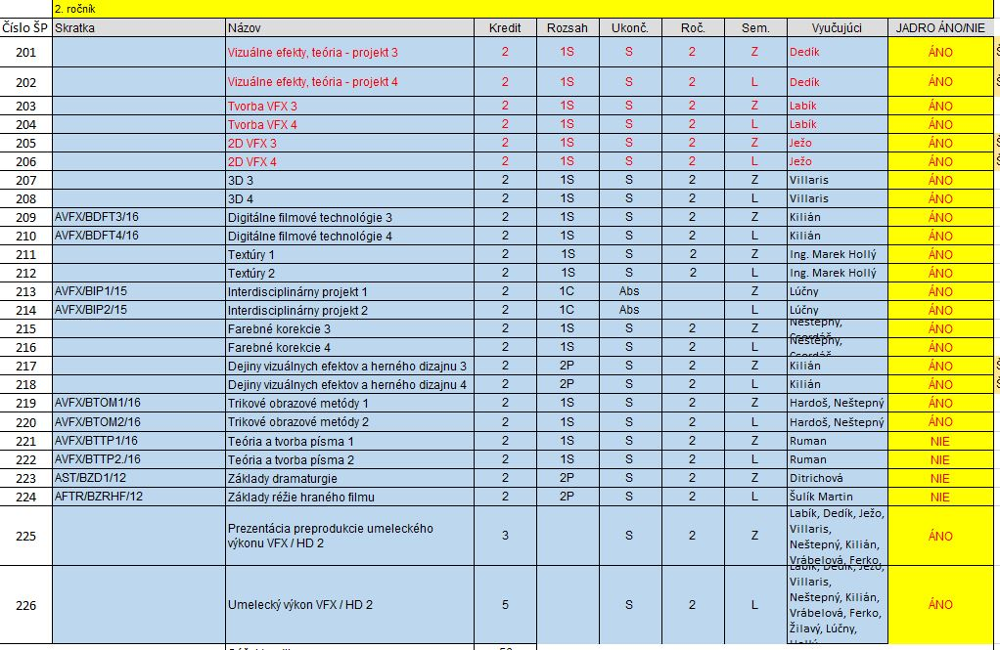 2. ročník
Číslo ŠP Skratka Názov Kredit Rozsah Ukonč. Roč. Sem. Vyučujúci JADRO ÁNO/NIE
201 Vizuálne efekty, teória - projekt 3 2 1S S 2 Z Dedík ÁNO
202 Vizuálne efekty, teória - projekt 4 2 1S S 2 L Dedík ÁNO
203 Tvorba VFX 3 2 1S S 2 Z Labík ÁNO
204 Tvorba VFX 4 2 1S S 2 L Labík ÁNO
205 2D VFX 3 2 1S S 2 Z Ježo ÁNO
206 2D VFX 4 2 1S S 2 L Ježo ÁNO
207 3D 3 2 1S S 2 Z Villaris ÁNO
208 3D 4 2 1S S 2 L Villaris ÁNO
209 AVFX/BDFT3/16 Digitálne filmové technológie 3 2 1S S 2 Z Kilián ÁNO
210 AVFX/BDFT4/16 Digitálne filmové technológie 4 2 1S S 2 L Kilián ÁNO
211 Textúry 1 2 1S S 2 Z Ing. Marek Hollý ÁNO
212 Textúry 2 2 1S S 2 L Ing. Marek Hollý ÁNO
213 AVFX/BIP1/15 Interdisciplinárny projekt 1 2 1C Abs Z Lúčny ÁNO
214 AVFX/BIP2/15 Interdisciplinárny projekt 2 2 1C Abs L Lúčny ÁNO
215 Farebné korekcie 3 2 1S S 2 Z Neštepný, ÁNO
216 Farebné korekcie 4 2 1S S 2 L Neštepný, ÁNO
217 Dejiny vizuálnych efektov a herného dizajnu 3 2 2P S 2 Z Kilián ÁNO
218 Dejiny vizuálnych efektov a herného dizajnu 4 2 2P S 2 L Kilián ÁNO
219 AVFX/BTOM1/16 Trikové obrazové metódy 1 2 1S S 2 Z Hardoš, Neštepný ÁNO
220 AVFX/BTOM2/16 Trikové obrazové metódy 2 2 1S S 2 L Hardoš, Neštepný ÁNO
221 AVFX/BTTP1/16 Teória a tvorba písma 1 2 1S S 2 Z Ruman NIE
222 AVFX/BTTP2./16 Teória a tvorba písma 2 2 1S S 2 L Ruman NIE
223 AST/BZD1/12 Základy dramaturgie 2 2P S 2 Z Ditrichová NIE
224 AFTR/BZRHF/12 Základy réžie hraného filmu 2 2P S 2 L Šulík Martin NIE
225 Prezentácia preprodukcie umeleckého
výkonu VFX / HD 2 3 S 2 Z Labík, Dedík, Ježo,
Villaris,
Neštepný, Kilián,
Vrábelová, Ferko, ÁNO
226 Umelecký výkon VFX / HD 2 5 S 2 L Labík, Dedík, Ježo,
Villaris,
Neštepný, Kilián,
Vrábelová, Ferko,
Žilavý, Lúčny, ÁNO